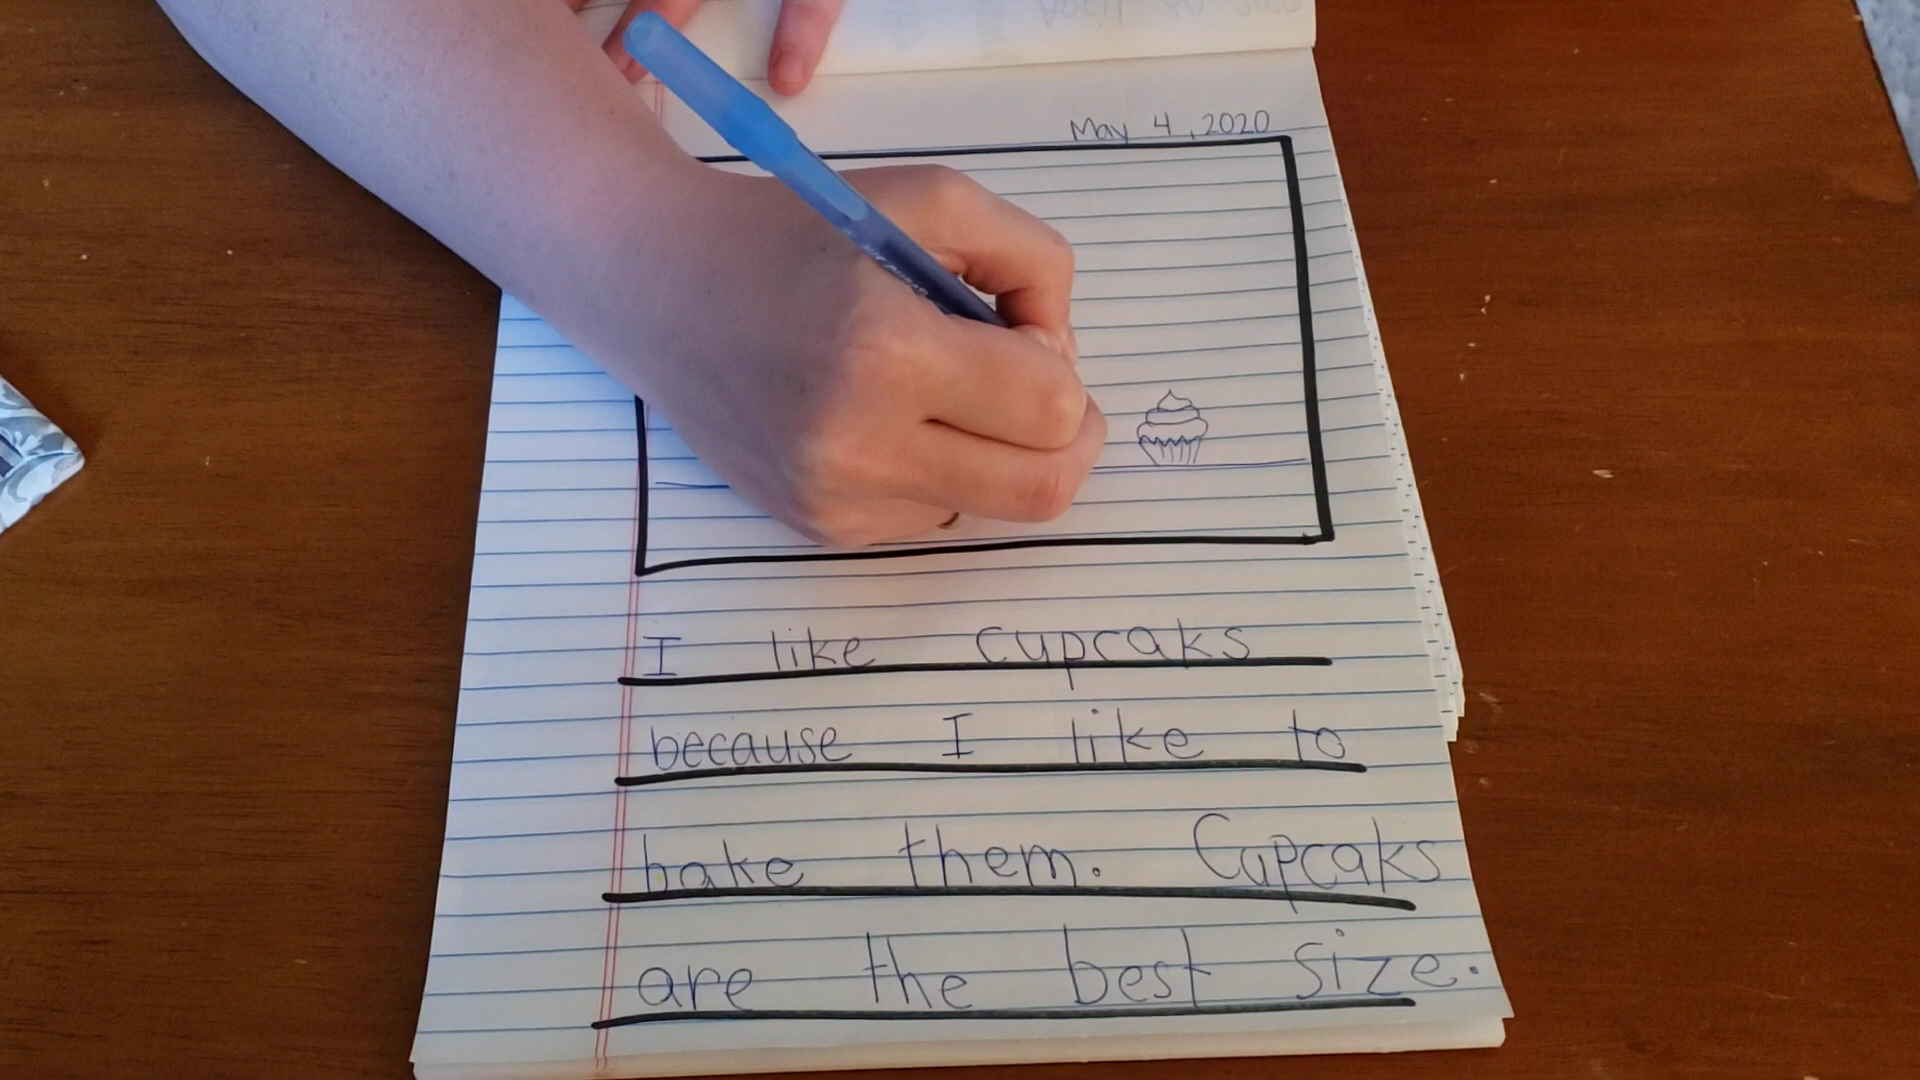 May 4, 2020
I like cupcaks
because I like to
bake them. Cupcaks
are the best size.